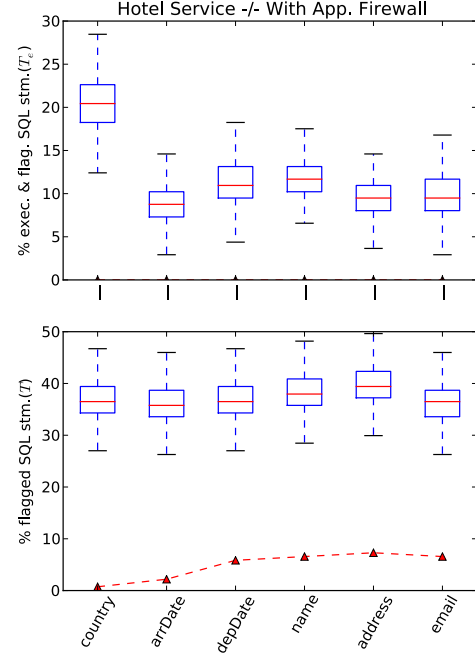 Hotel Service -/- With App. Firewall
% exec. & flag. SQL stm.(Te)
30
25
20
15
10
5
0
% flagged SQL stm.(T)
50
40
30
20
10
0
country
arrDate
depDate
name
address
email